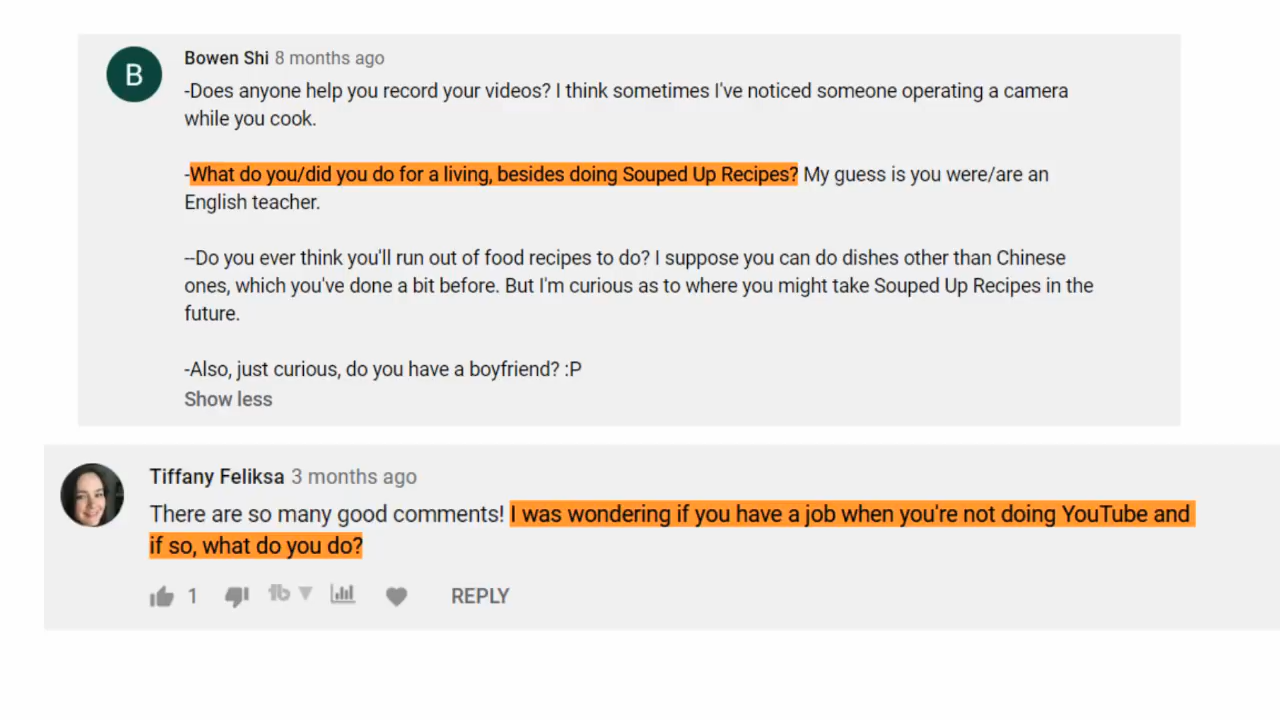 B
Bowen Shi 8 months ago
-Does anyone help you record your videos? I think sometimes I've noticed someone operating a camera
while you cook.
-What do you/did you do for a living, besides doing Souped Up Recipes? My guess is you were/are an
English teacher.
--Do you ever think you'll run out of food recipes to do? I suppose you can do dishes other than Chinese
ones, which you've done a bit before. But I'm curious as to where you might take Souped Up Recipes in the
future.
-Also, just curious, do you have a boyfriend? :P
Show less
Tiffany Feliksa 3 months ago
There are so many good comments! I was wondering if you have a job when you're not doing YouTube and
if so, what do you do?
1 tb REPLY